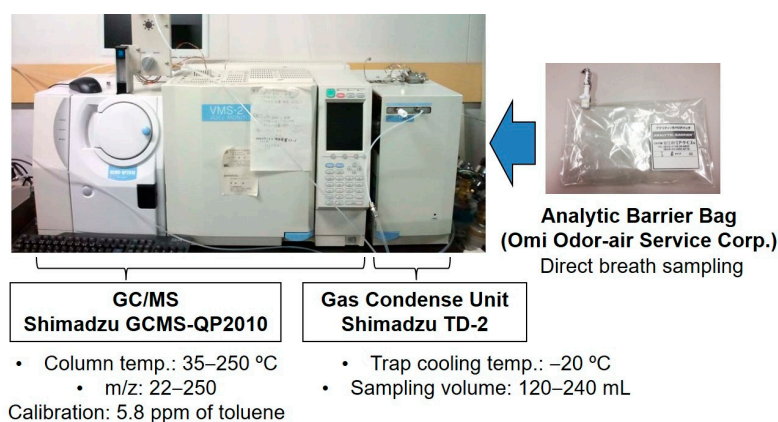 VMS-2
ANALYTIC BARRIER
Analytic Barrier Bag
(Omi Odor-air Service Corp.)
Direct breath sampling
GC/MS
Shimadzu GCMS-QP2010
Gas Condense Unit
Shimadzu TD-2
• Column temp.: 35–250 ºC
• m/z: 22–250
Calibration: 5.8 ppm of toluene
• Trap cooling temp.: –20 ºC
• Sampling volume: 120–240 mL